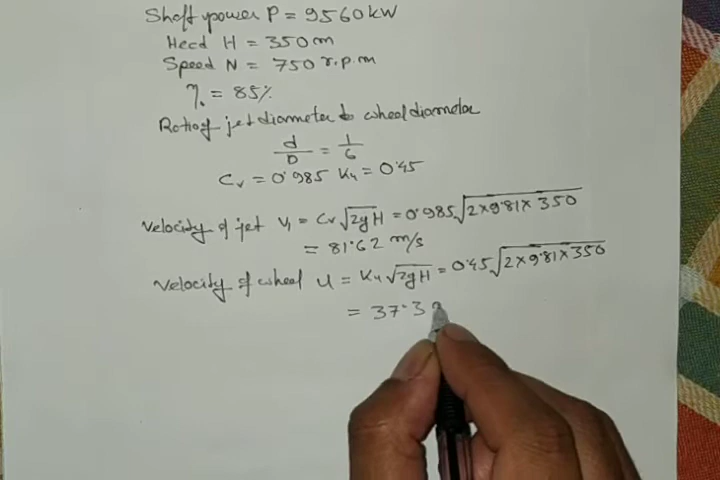 Shaft power P = 9560 kW
Head H = 350 m
Speed N = 750 r.p.m
η₀ = 85%
Ratio of jet diameter to wheel diameter
d/D = 1/6
Cv = 0.985 Ku = 0.45
Velocity of jet V₁ = Cv √2gH = 0.985 √2×9.81×350
= 81.62 m/s
Velocity of wheel u = Ku √2gH = 0.45 √2×9.81×350
= 37.3